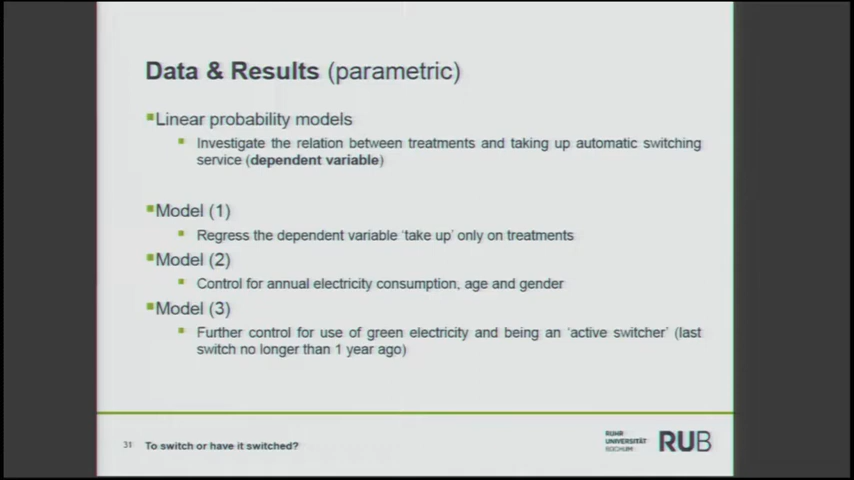 Data & Results (parametric)
Linear probability models
Investigate the relation between treatments and taking up automatic switching
service (dependent variable)
Model (1)
Regress the dependent variable 'take up' only on treatments
Model (2)
Control for annual electricity consumption, age and gender
Model (3)
Further control for use of green electricity and being an 'active switcher' (last
switch no longer than 1 year ago)
31 To switch or have it switched?
RUHR
UNIVERSITÄT
BOCHUM
RUB